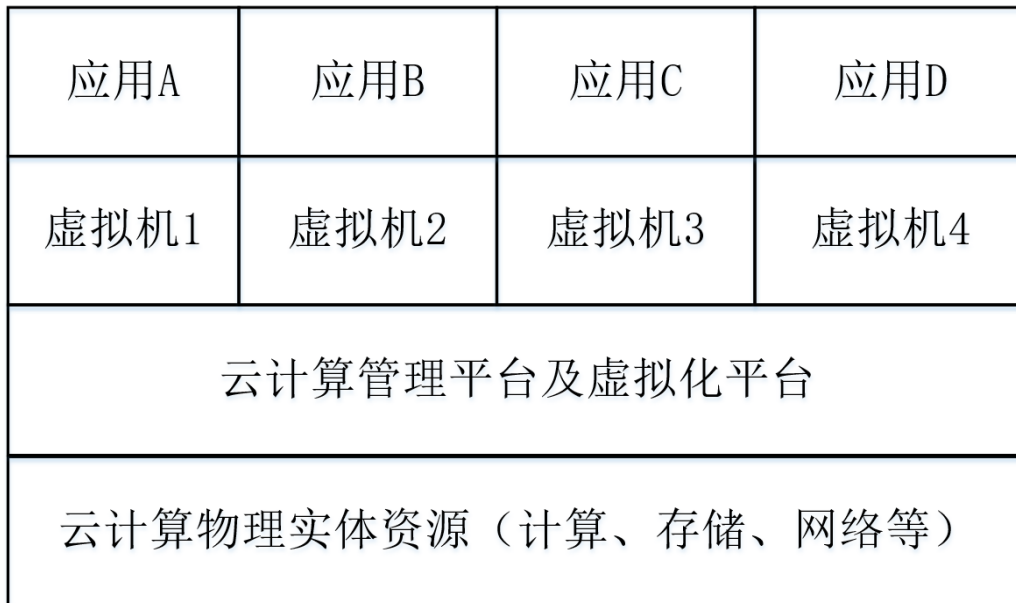 应用A 应用B 应用C 应用D
虚拟机1 虚拟机2 虚拟机3 虚拟机4
云计算管理平台及虚拟化平台
云计算物理实体资源（计算、存储、网络等）